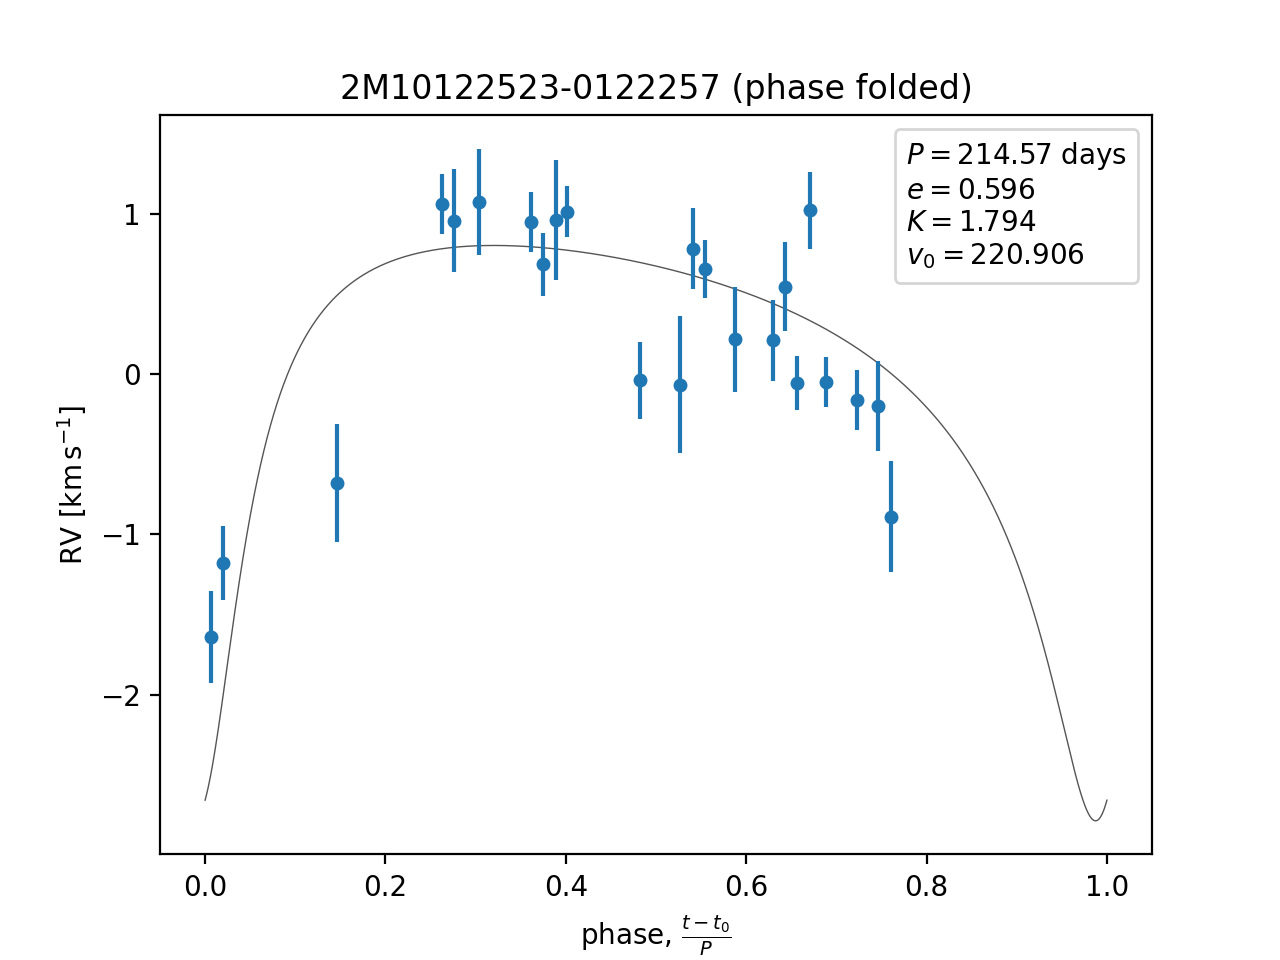 2M10122523-0122257 (phase folded)
P = 214.57 days
e = 0.596
K = 1.794
v₀ = 220.906
1
0
−1
−2
RV [km s⁻¹]
0.0 0.2 0.4 0.6 0.8 1.0
phase, (t − t₀)/P